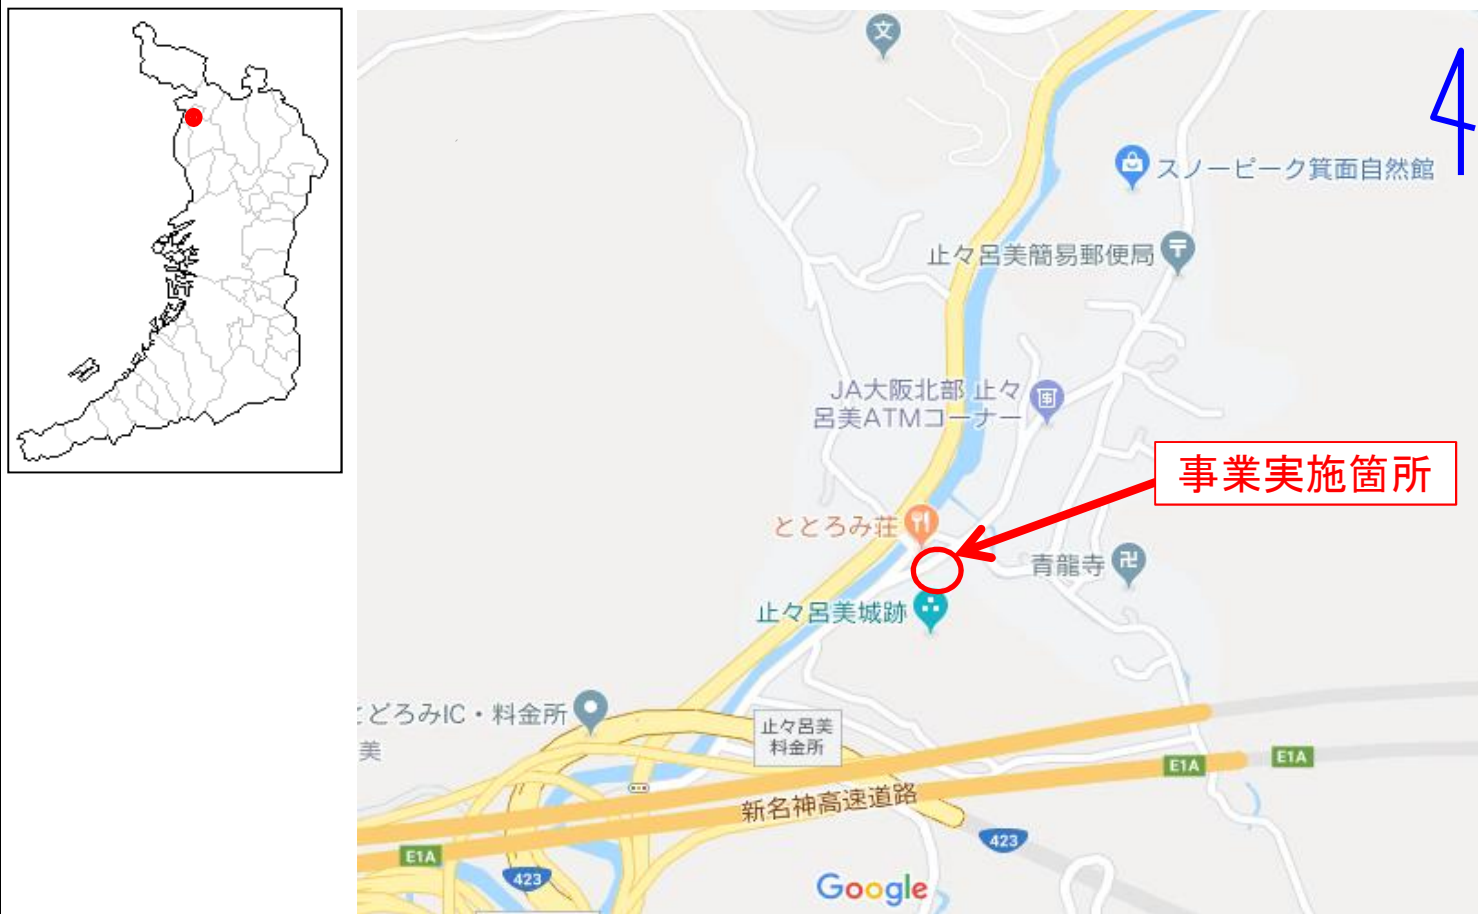 文
スノーピーク箕面自然館
止々呂美簡易郵便局
〒
JA大阪北部 止々
呂美ATMコーナー
事業実施箇所
ととろみ荘
青龍寺
卍
止々呂美城跡
どろみIC・料金所
美
止々呂美
料金所
E1A
E1A
新名神高速道路
423
E1A
423
Google